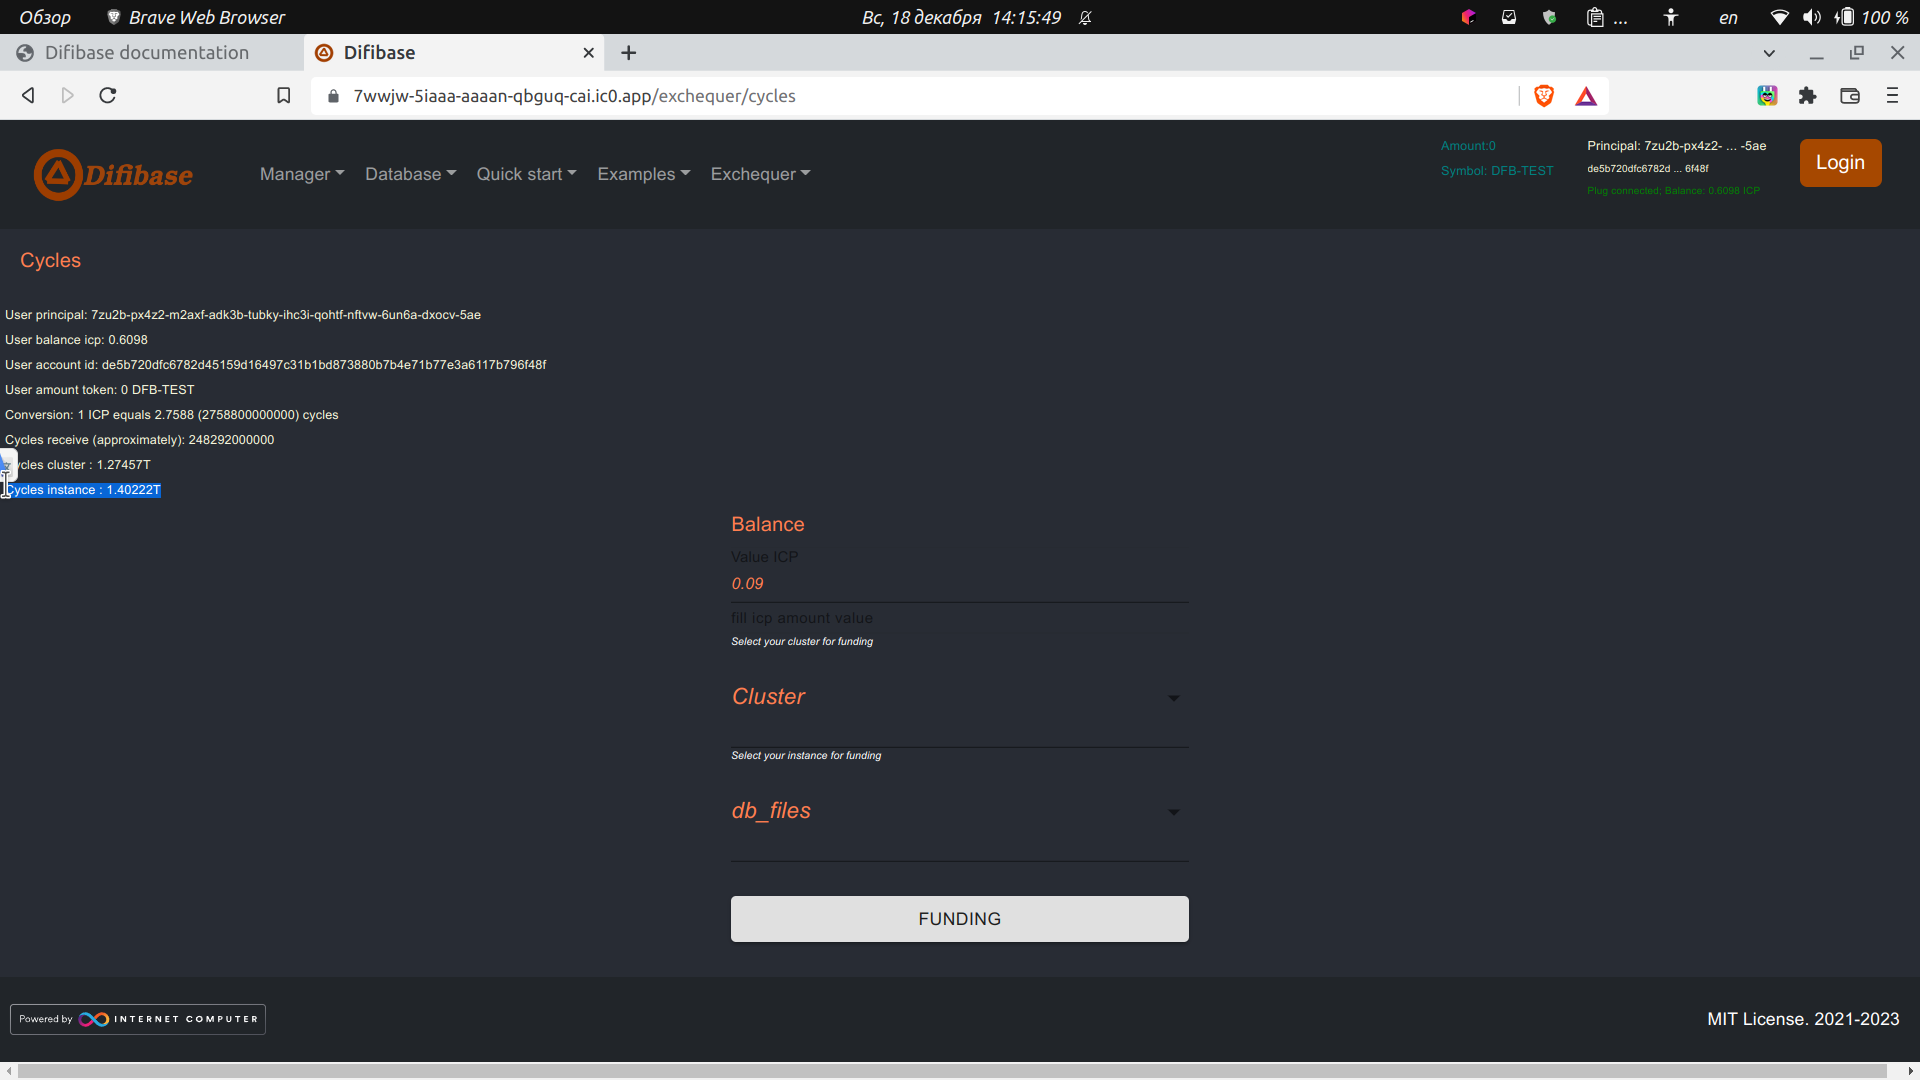 Обзор Brave Web Browser Вс, 18 декабря 14:15:49 ... en 100 %
Difibase documentation Difibase
7wwjw-5iaaa-aaaan-qbguq-cai.ic0.app/exchequer/cycles
Difibase Manager Database Quick start Examples Exchequer
Amount:0
Symbol: DFB-TEST
Principal: 7zu2b-px4z2- ... -5ae
de5b720dfc6782d ... 6f48f
Plug connected; Balance: 0.6098 ICP
Login
Cycles
User principal: 7zu2b-px4z2-m2axf-adk3b-tubky-ihc3i-qohtf-nftvw-6un6a-dxocv-5ae
User balance icp: 0.6098
User account id: de5b720dfc6782d45159d16497c31b1bd873880b7b4e71b77e3a6117b796f48f
User amount token: 0 DFB-TEST
Conversion: 1 ICP equals 2.7588 (2758800000000) cycles
Cycles receive (approximately): 248292000000
ycles cluster : 1.27457T
Cycles instance : 1.40222T
Balance
Value ICP
0.09
fill icp amount value
Select your cluster for funding
Cluster
Select your instance for funding
db_files
FUNDING
Powered by INTERNET COMPUTER
MIT License. 2021-2023